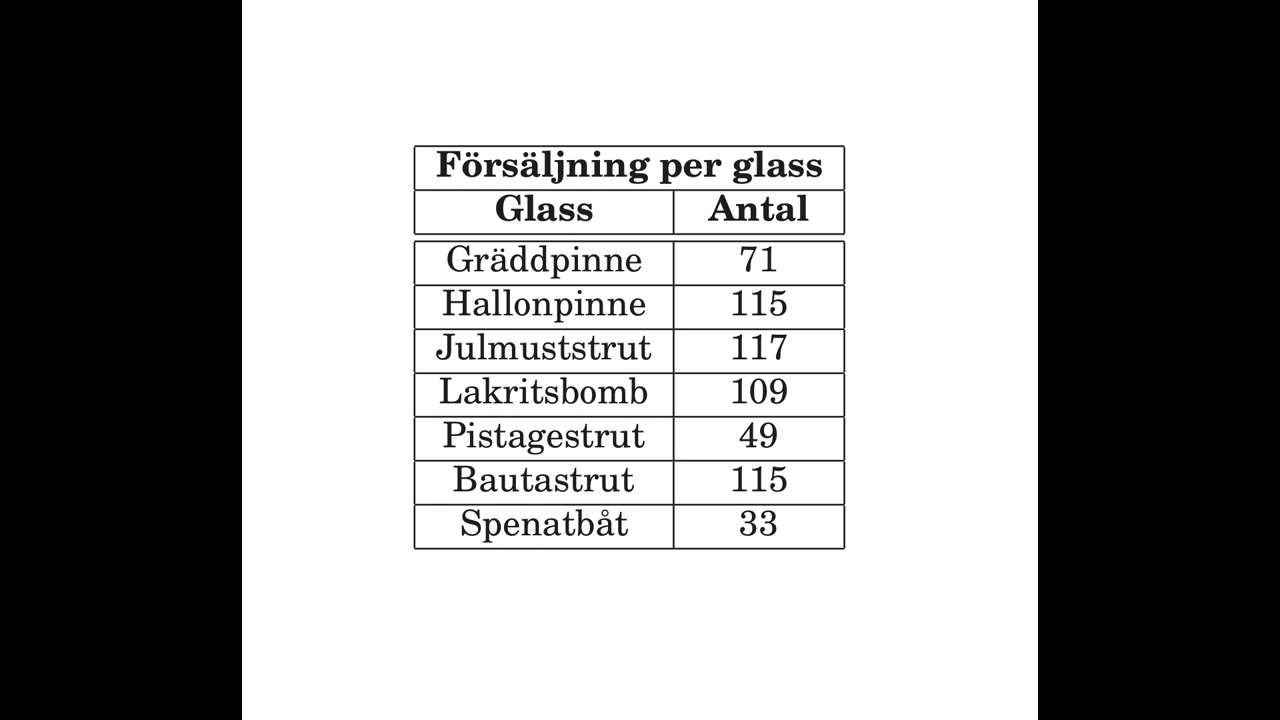 Försäljning per glass
Glass Antal
Gräddpinne 71
Hallonpinne 115
Julmuststrut 117
Lakritsbomb 109
Pistagestrut 49
Bautastrut 115
Spenatbåt 33